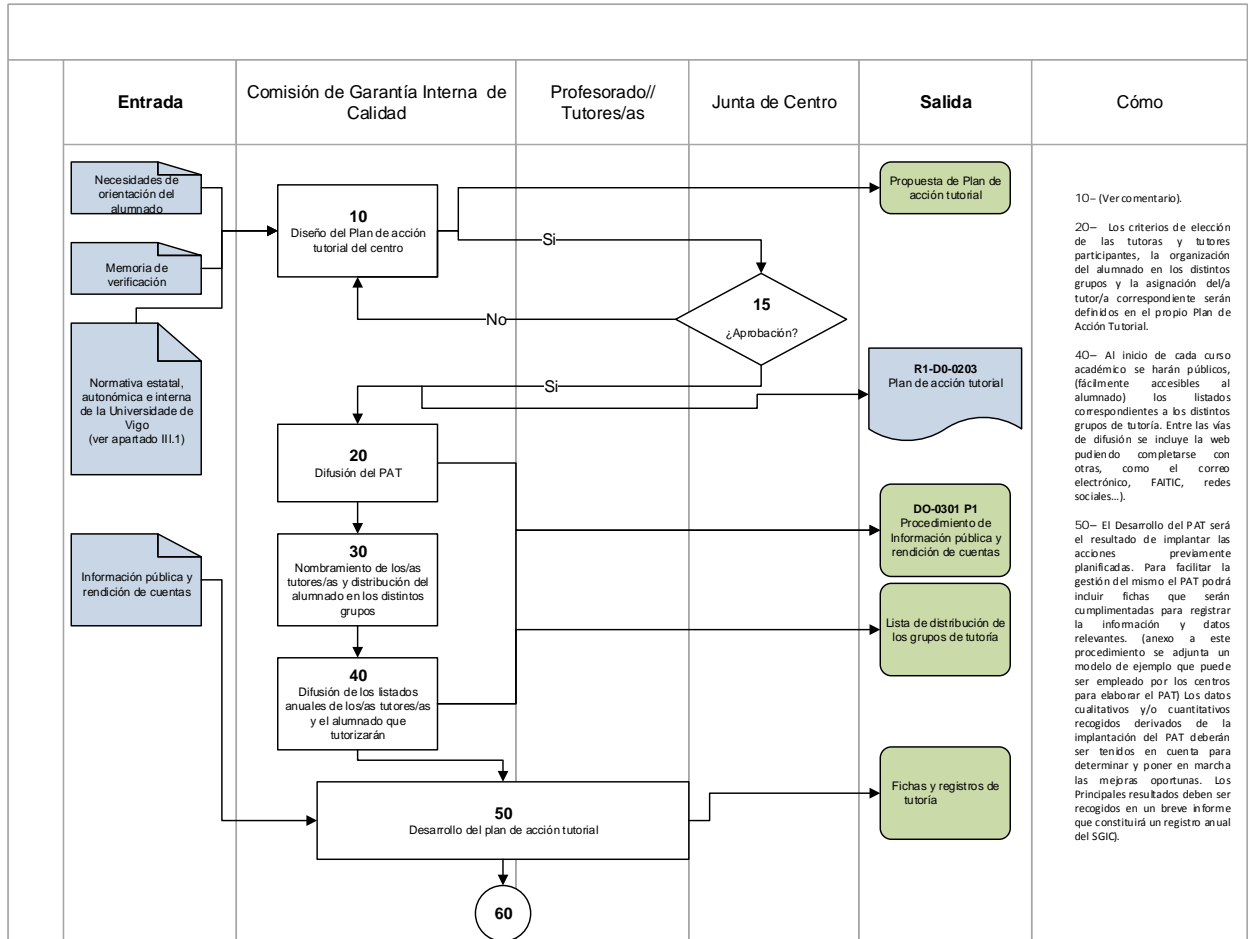 Entrada
Comisión de Garantía Interna de
Calidad
Profesorado//
Tutores/as
Junta de Centro
Salida
Cómo
Necesidades de
orientación del
alumnado
Memoria de
verificación
Normativa estatal,
autonómica e interna
de la Universidade de
Vigo
(ver apartado III.1)
Información pública y
rendición de cuentas
10
Diseño del Plan de acción
tutorial del centro
Si
No
15
¿Aprobación?
Si
20
Difusión del PAT
30
Nombramiento de los/as
tutores/as y distribución del
alumnado en los distintos
grupos
40
Difusión de los listados
anuales de los/as tutores/as
y el alumnado que
tutorizarán
50
Desarrollo del plan de acción tutorial
60
Propuesta de Plan de
acción tutorial
R1-D0-0203
Plan de acción tutorial
DO-0301 P1
Procedimiento de
Información pública y
rendición de cuentas
Lista de distribución de
los grupos de tutoría
Fichas y registros de
tutoría
10– (Ver comentario).
20– Los criterios de elección
de las tutoras y tutores
participantes, la organización
del alumnado en los distintos
grupos y la asignación del/a
tutor/a correspondiente serán
definidos en el propio Plan de
Acción Tutorial.
40– Al inicio de cada curso
académico se harán públicos,
(fácilmente accesibles al
alumnado) los listados
correspondientes a los distintos
grupos de tutoría. Entre las vías
de difusión se incluye la web
pudiendo completarse con
otras, como el correo
electrónico, FAITIC, redes
sociales…).
50– El Desarrollo del PAT será
el resultado de implantar las
acciones previamente
planificadas. Para facilitar la
gestión del mismo el PAT podrá
incluir fichas que serán
cumplimentadas para registrar
la información y datos
relevantes. (anexo a este
procedimiento se adjunta un
modelo de ejemplo que puede
ser empleado por los centros
para elaborar el PAT) Los datos
cualitativos y/o cuantitativos
recogidos derivados de la
implantación del PAT deberán
ser tenidos en cuenta para
determinar y poner en marcha
las mejoras oportunas. Los
Principales resultados deben ser
recogidos en un breve informe
que constituirá un registro anual
del SGIC).